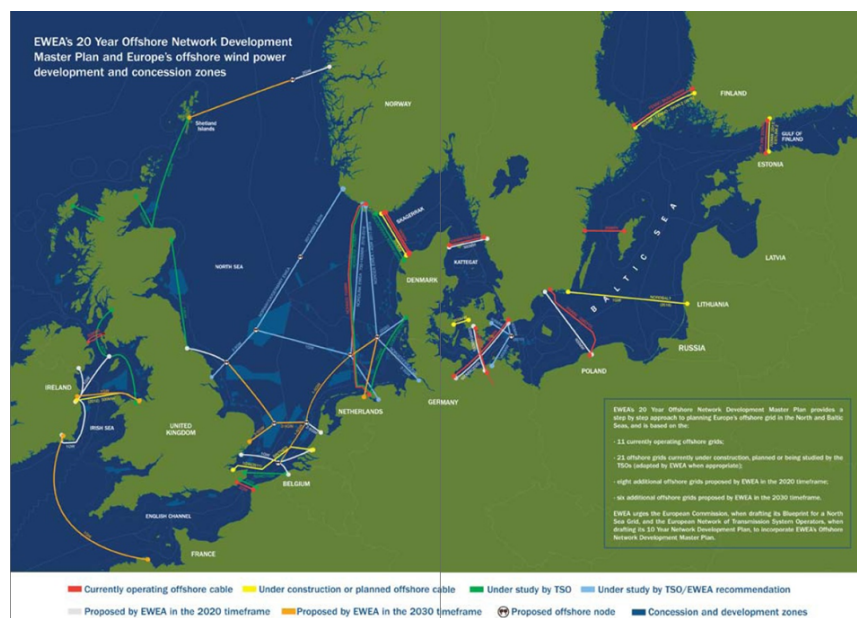 EWEA's 20 Year Offshore Network Development
Master Plan and Europe's offshore wind power
development and concession zones
NORWAY
FINLAND
Shetland
Islands
GULF OF
FINLAND
ESTONIA
SKAGERRAK
NORTH SEA
KATTEGAT
BALTIC SEA
LATVIA
DENMARK
LITHUANIA
RUSSIA
IRELAND
POLAND
GERMANY
NETHERLANDS
UNITED
KINGDOM
IRISH SEA
BELGIUM
ENGLISH CHANNEL
FRANCE
EWEA's 20 Year Offshore Network Development Master Plan provides a
step by step approach to planning Europe's offshore grid in the North and Baltic
Seas, and is based on the:
· 11 currently operating offshore grids;
· 21 offshore grids currently under construction, planned or being studied by the
TSOs (adapted by EWEA when appropriate)
· eight additional offshore grids proposed by EWEA in the 2020 timeframe;
· six additional offshore grids proposed by EWEA in the 2030 timeframe.
EWEA urges the European Commission, when drafting its Blueprint for a North
Sea Grid, and the European Network of Transmission System Operators, when
drafting its 10 Year Network Development Plan, to incorporate EWEA's Offshore
Network Development Master Plan.
Currently operating offshore cable
Under construction or planned offshore cable
Under study by TSO
Under study by TSO/EWEA recommendation
Proposed by EWEA in the 2020 timeframe
Proposed by EWEA in the 2030 timeframe
Proposed offshore node
Concession and development zones